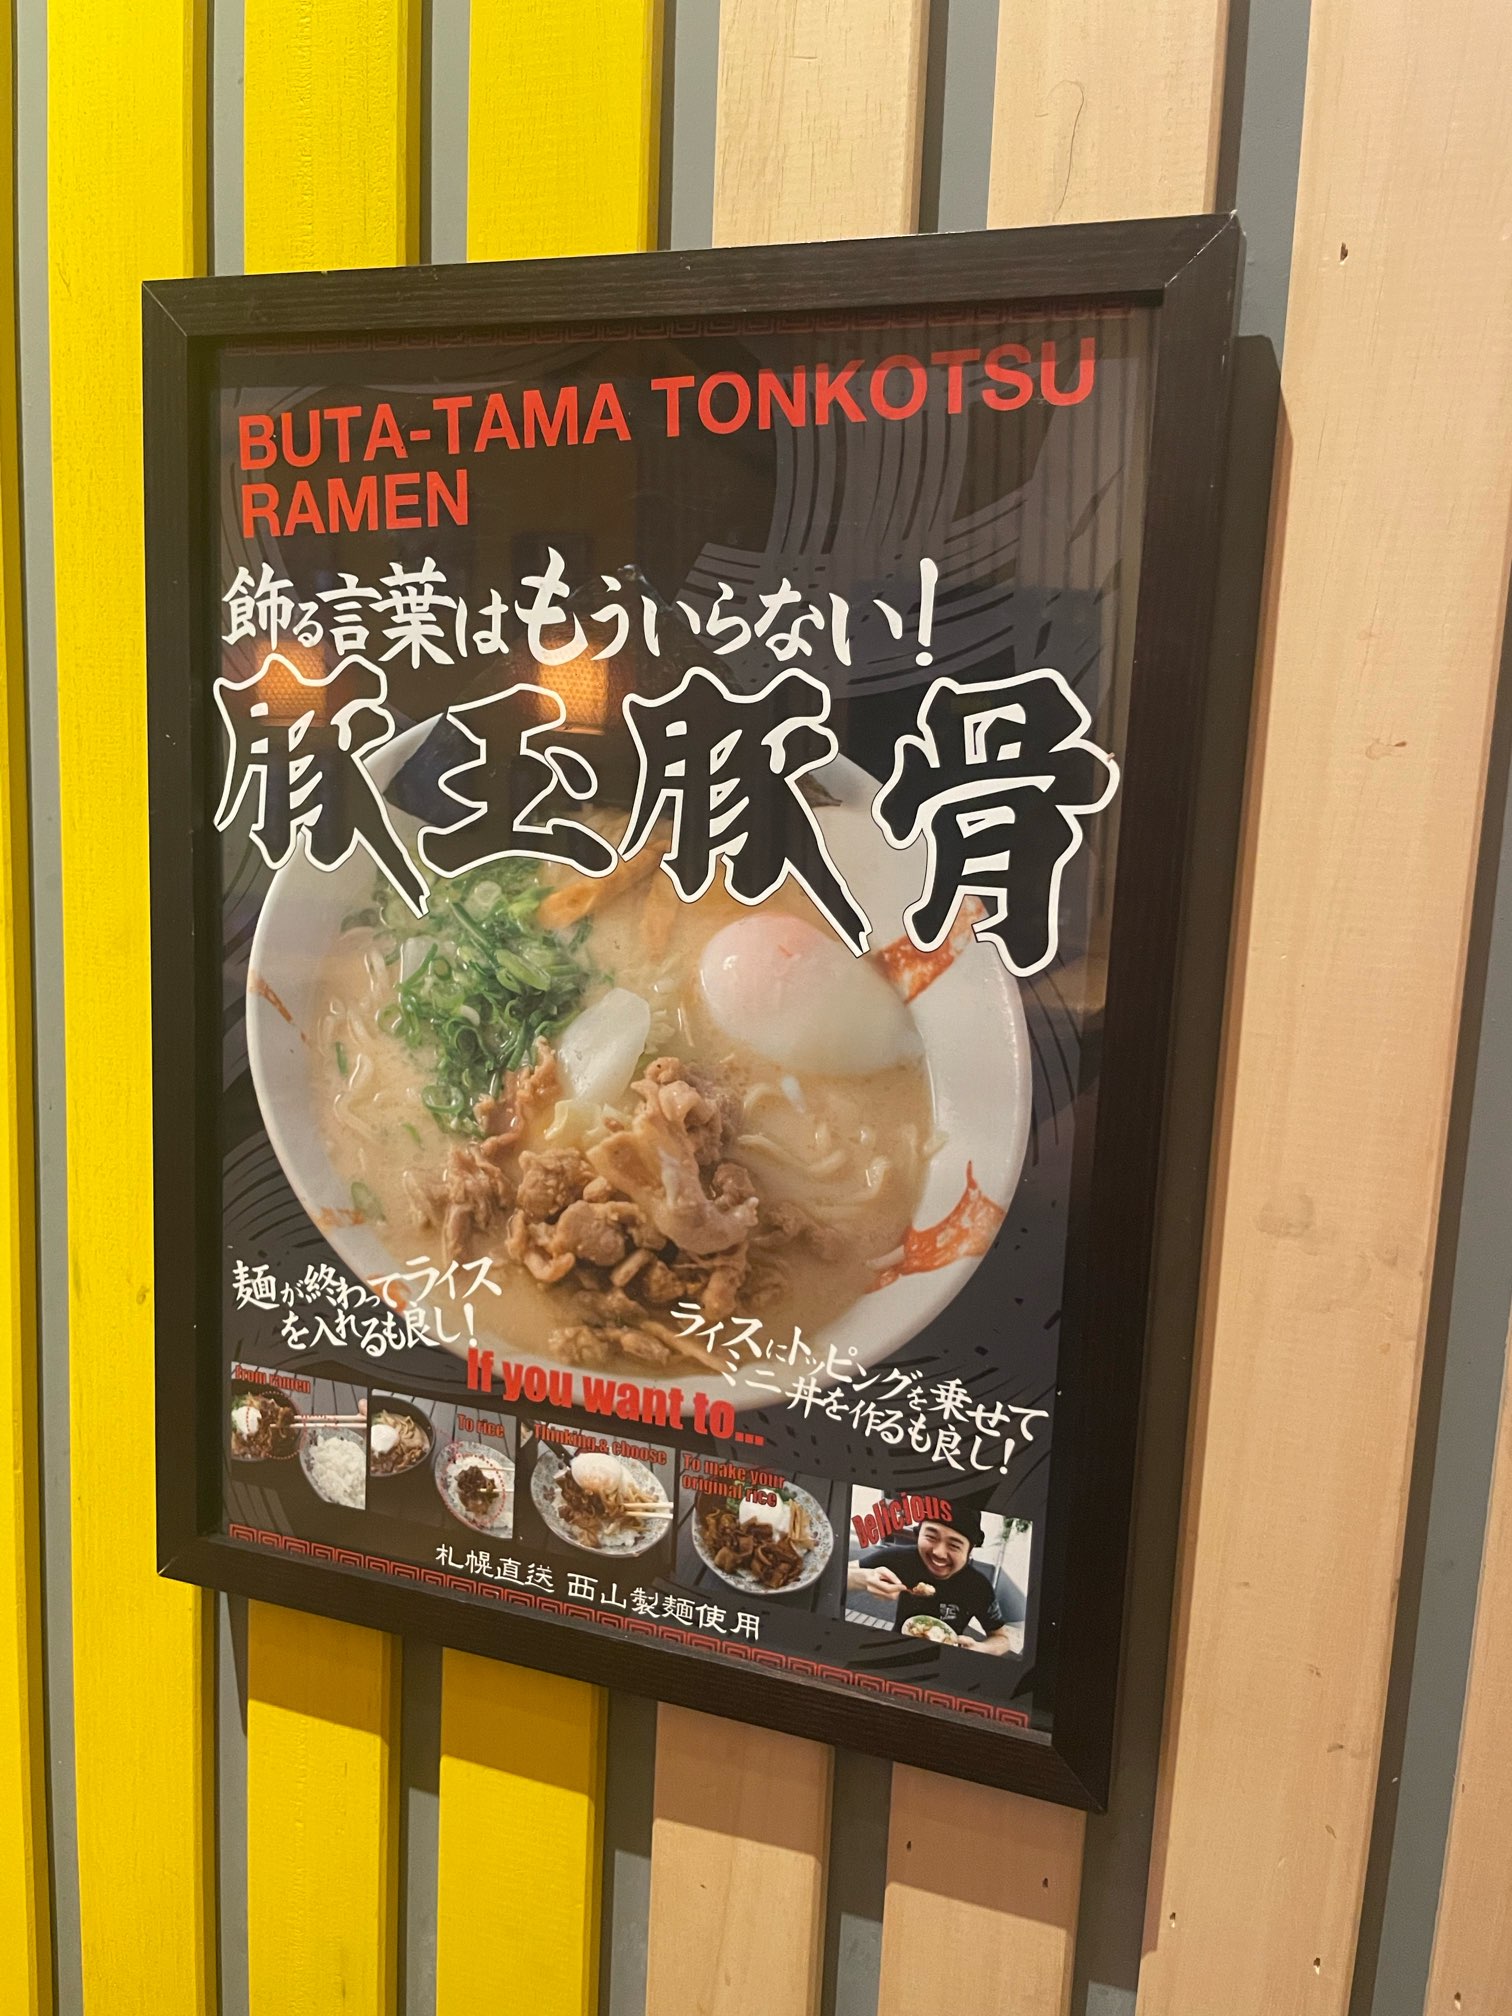 BUTA-TAMA TONKOTSU
RAMEN
飾る言葉はもういらない！
豚玉豚骨
麺が終わってライス
を入れるも良し！
ライスにトッピングを乗せて
ミニ丼を作るも良し！
If you want to...
From ramen
To rice
Thinking & choose
To make your
Original rice
Delicious
札幌直送 西山製麺使用